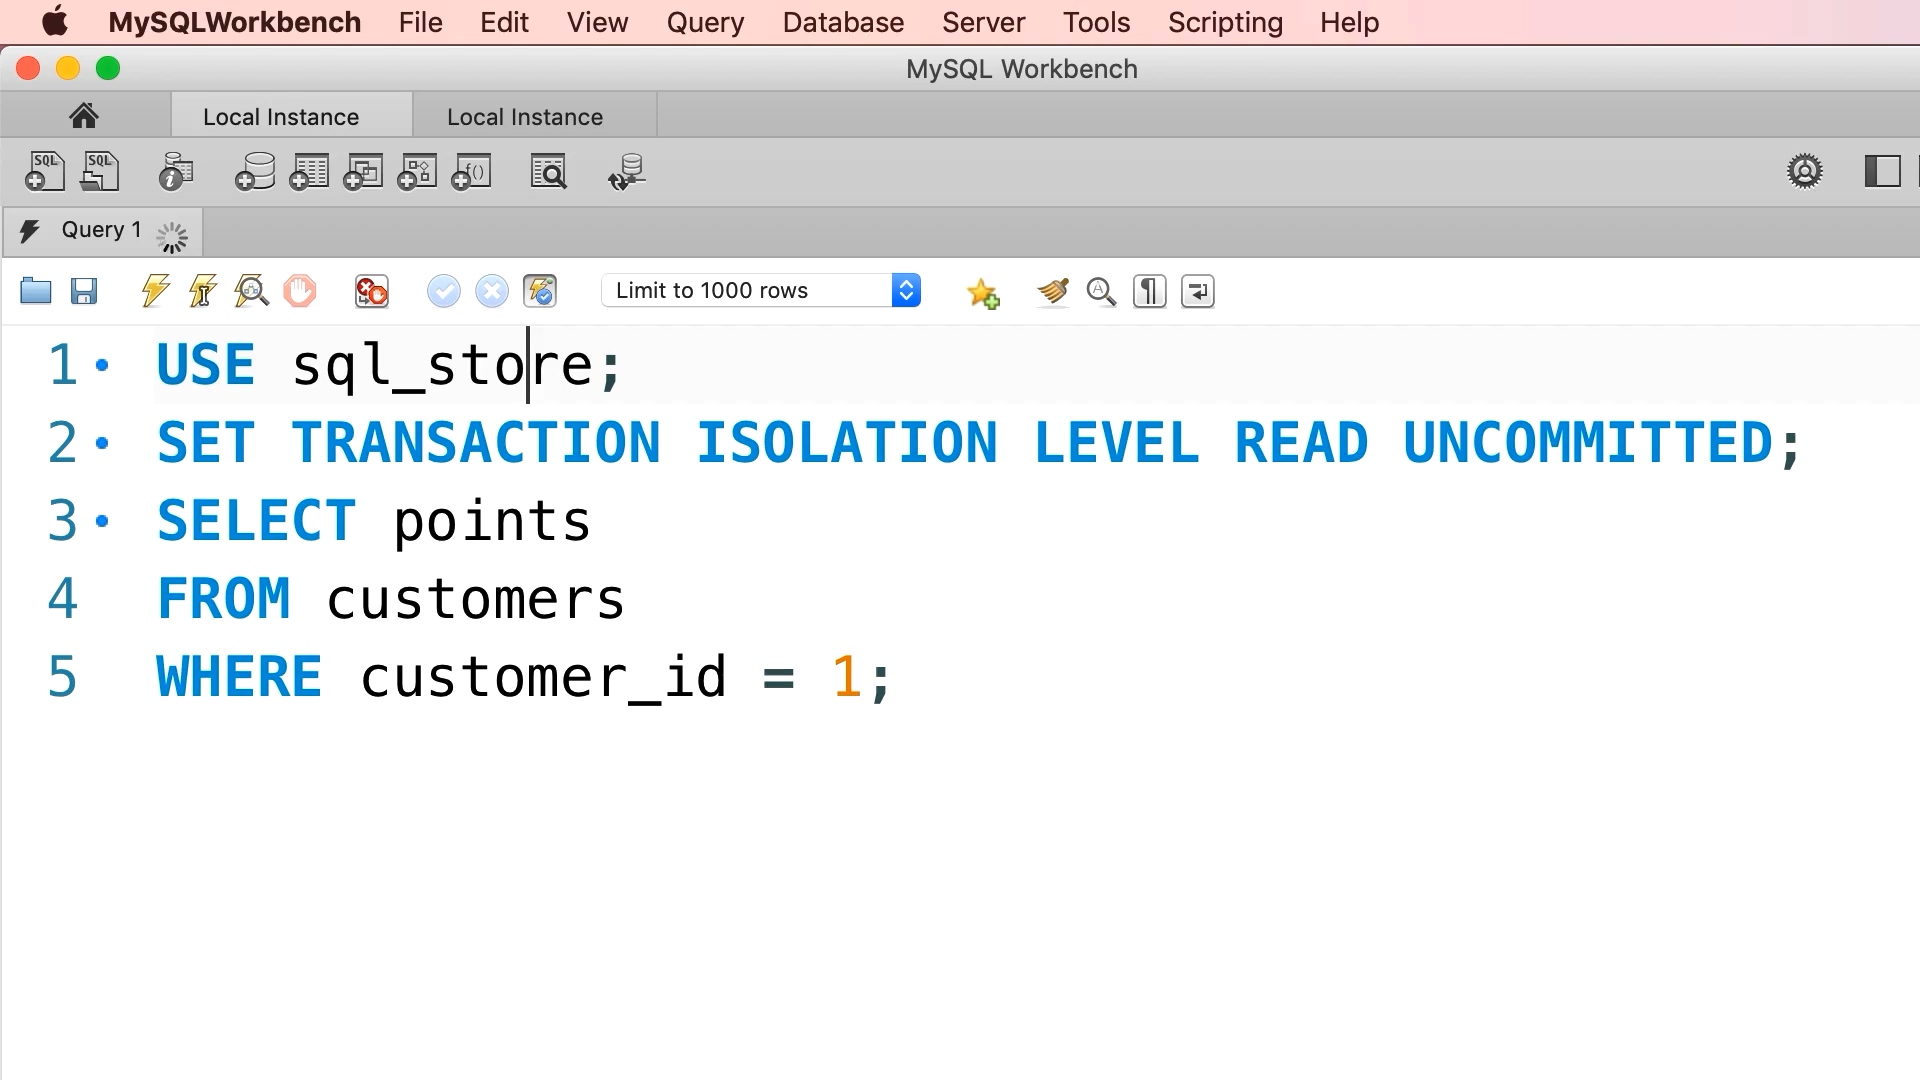 MySQLWorkbench File Edit View Query Database Server Tools Scripting Help
MySQL Workbench
Local Instance Local Instance
SQL SQL
Query 1
Limit to 1000 rows
1 USE sql_store;
2 SET TRANSACTION ISOLATION LEVEL READ UNCOMMITTED;
3 SELECT points
4 FROM customers
5 WHERE customer_id = 1;